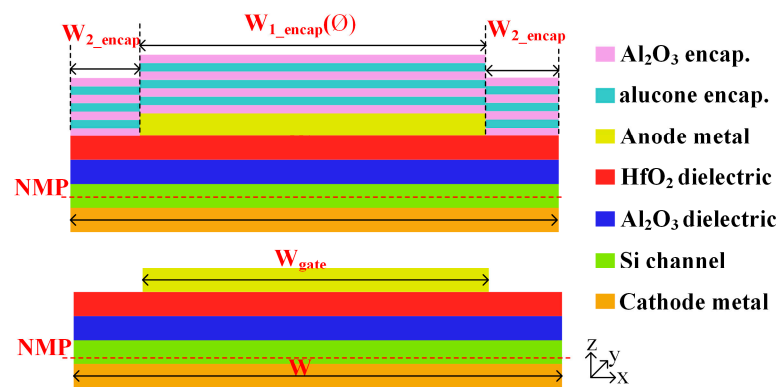 W₂_encap
W₁_encap(Ø)
W₂_encap
NMP
Al₂O₃ encap.
alucone encap.
Anode metal
HfO₂ dielectric
Al₂O₃ dielectric
Si channel
Cathode metal
W_gate
NMP
W
z
y
x